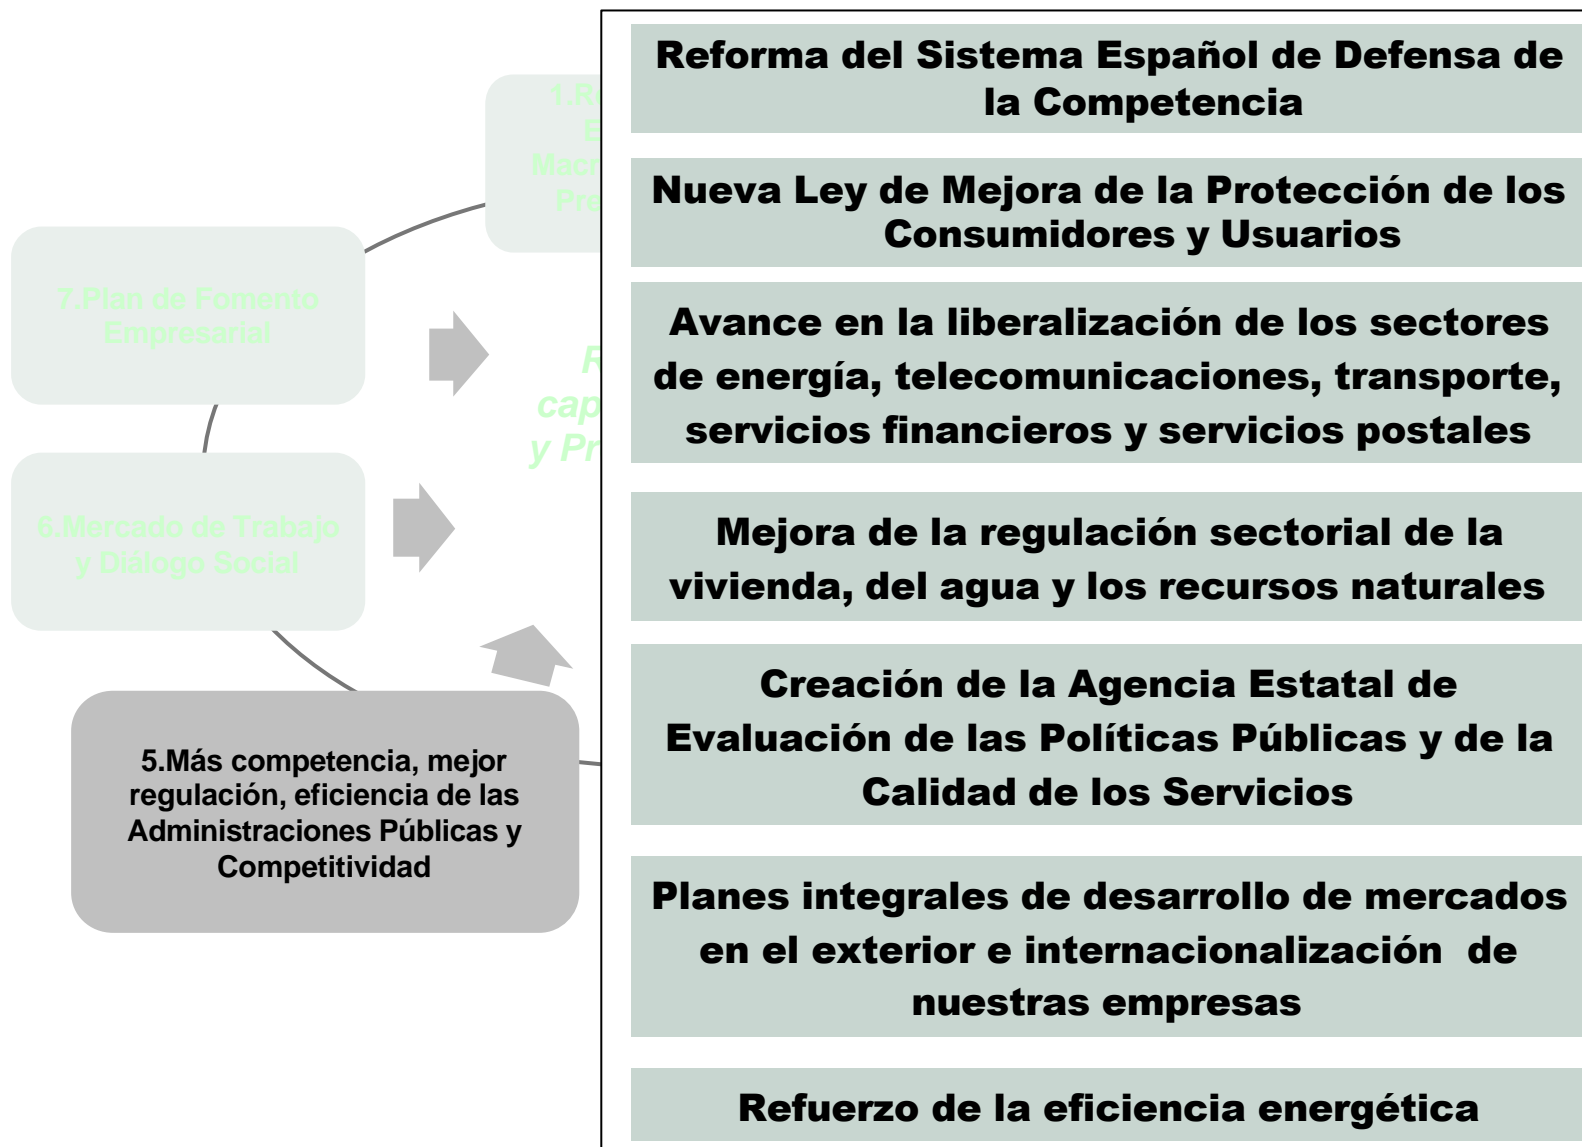 7.Plan de Fomento
Empresarial
6.Mercado de Trabajo
y Diálogo Social
5.Más competencia, mejor
regulación, eficiencia de las
Administraciones Públicas y
Competitividad
Reforma del Sistema Español de Defensa de
la Competencia
Nueva Ley de Mejora de la Protección de los
Consumidores y Usuarios
Avance en la liberalización de los sectores
de energía, telecomunicaciones, transporte,
servicios financieros y servicios postales
Mejora de la regulación sectorial de la
vivienda, del agua y los recursos naturales
Creación de la Agencia Estatal de
Evaluación de las Políticas Públicas y de la
Calidad de los Servicios
Planes integrales de desarrollo de mercados
en el exterior e internacionalización  de
nuestras empresas
Refuerzo de la eficiencia energética